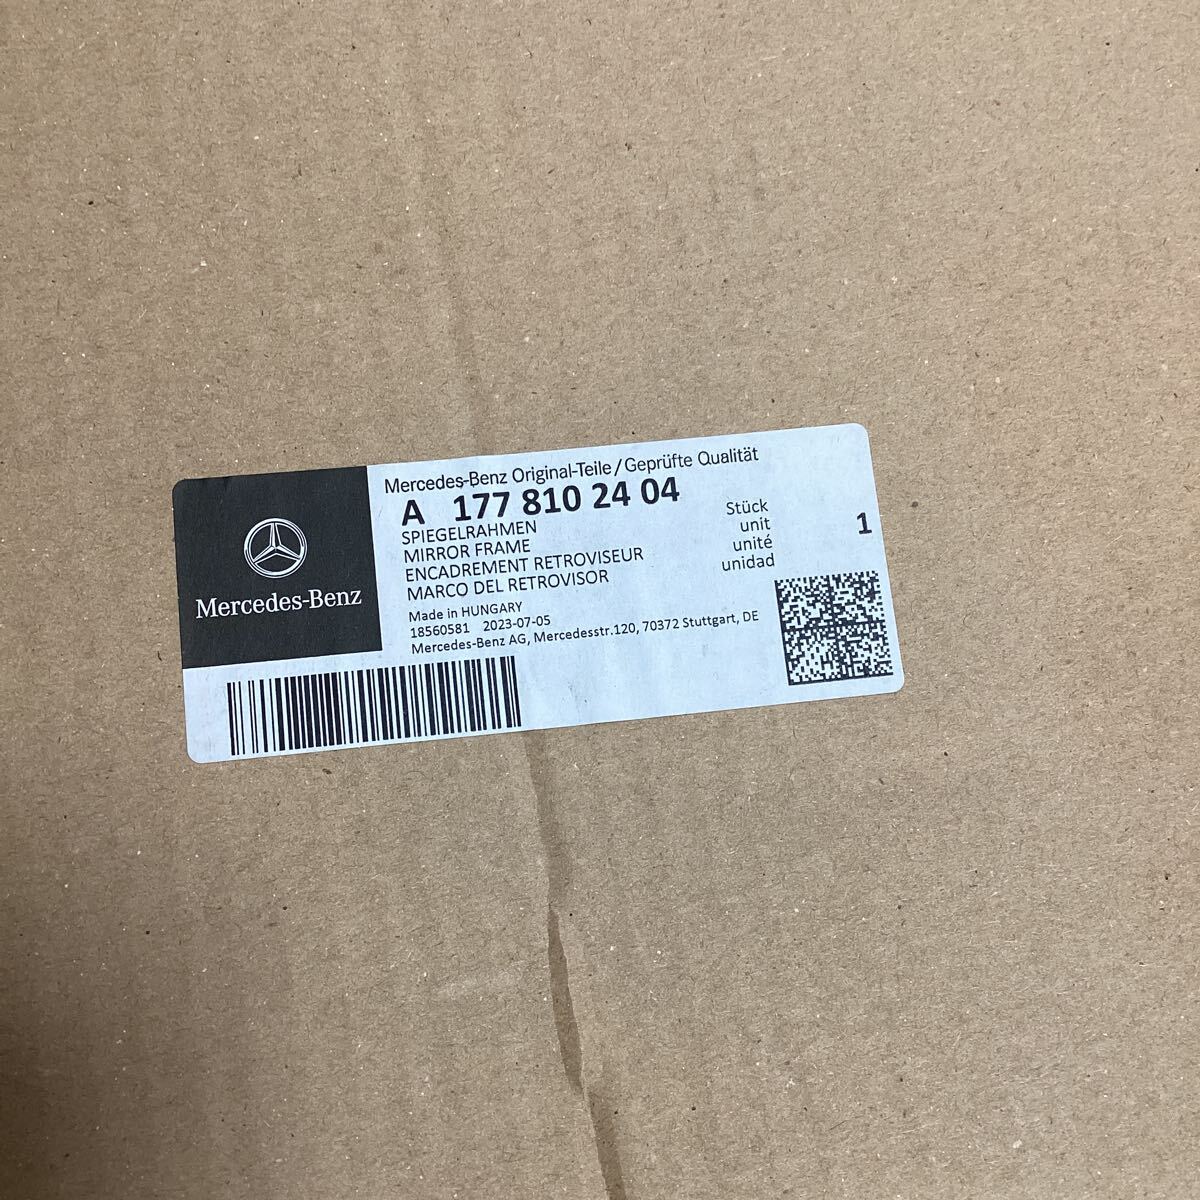 Mercedes-Benz
Mercedes-Benz Original-Teile/Geprüfte Qualität
A 177 810 24 04
SPIEGELRAHMEN
MIRROR FRAME
ENCADREMENT RETROVISEUR
MARCO DEL RETROVISOR
Stück
unit
unité
unidad
1
Made in HUNGARY
18560581 2023-07-05
Mercedes-Benz AG, Mercedesstr.120, 70372 Stuttgart, DE